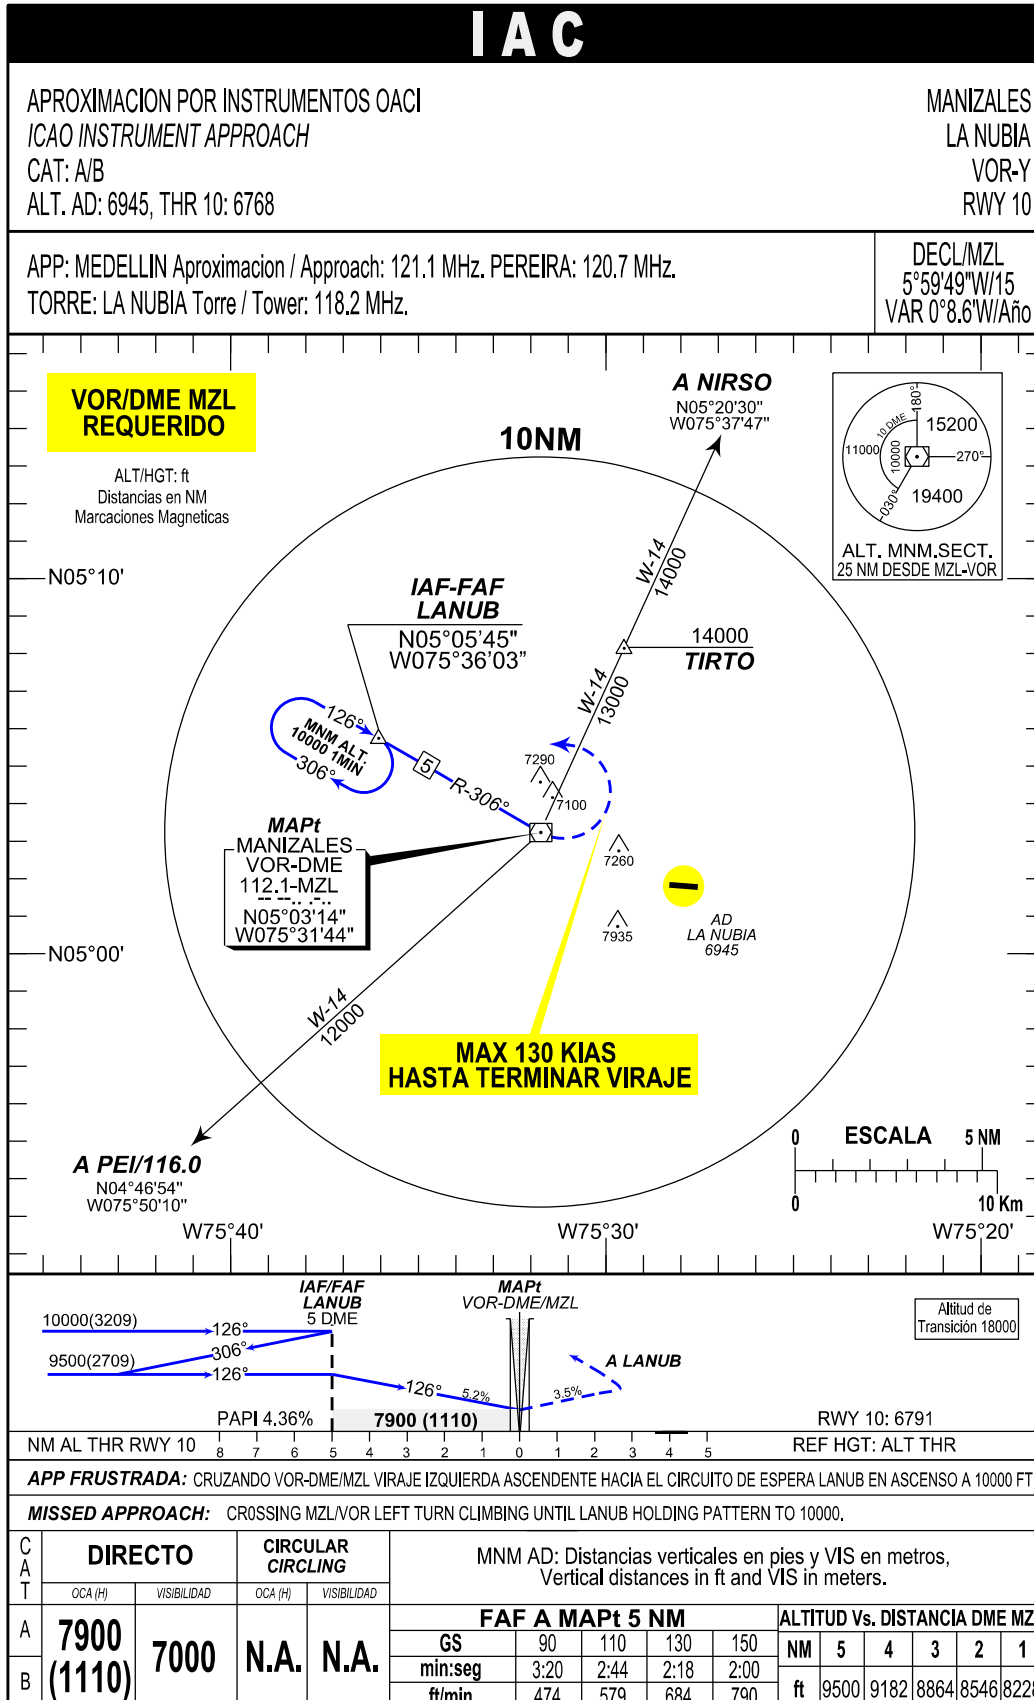 IAC
APROXIMACION POR INSTRUMENTOS OACI
ICAO INSTRUMENT APPROACH
CAT: A/B
ALT. AD: 6945, THR 10: 6768
MANIZALES
LA NUBIA
VOR-Y
RWY 10
APP: MEDELLIN Aproximacion / Approach: 121.1 MHz. PEREIRA: 120.7 MHz.
TORRE: LA NUBIA Torre / Tower: 118.2 MHz.
DECL/MZL
5°59'49"W/15
VAR 0°8.6'W/Año
VOR/DME MZL
REQUERIDO
ALT/HGT: ft
Distancias en NM
Marcaciones Magneticas
10NM
A NIRSO
N05°20'30"
W075°37'47"
180°
10 DME
15200
11000
10000
270°
030°
19400
ALT. MNM.SECT.
25 NM DESDE MZL-VOR
N05°10'
W-14
14000
IAF-FAF
LANUB
N05°05'45"
W075°36'03"
14000
TIRTO
W-14
13000
126°
MNM ALT.
10000 1MIN
306°
5
R-306°
7290
7100
7260
7935
MAPt
MANIZALES
VOR-DME
112.1-MZL
-- --.. .-..
N05°03'14"
W075°31'44"
AD
LA NUBIA
6945
N05°00'
W-14
12000
MAX 130 KIAS
HASTA TERMINAR VIRAJE
A PEI/116.0
N04°46'54"
W075°50'10"
0 ESCALA 5 NM
0 10 Km
W75°40' W75°30' W75°20'
IAF/FAF
LANUB
5 DME
MAPt
VOR-DME/MZL
Altitud de
Transición 18000
10000(3209)
126°
306°
9500(2709)
126°
126°
5.2%
3.5%
A LANUB
PAPI 4.36%
7900 (1110)
RWY 10: 6791
NM AL THR RWY 10
8 7 6 5 4 3 2 1 0 1 2 3 4 5
REF HGT: ALT THR
APP FRUSTRADA: CRUZANDO VOR-DME/MZL VIRAJE IZQUIERDA ASCENDENTE HACIA EL CIRCUITO DE ESPERA LANUB EN ASCENSO A 10000 FT
MISSED APPROACH: CROSSING MZL/VOR LEFT TURN CLIMBING UNTIL LANUB HOLDING PATTERN TO 10000.
CAT
DIRECTO
CIRCULAR
CIRCLING
OCA (H) VISIBILIDAD OCA (H) VISIBILIDAD
MNM AD: Distancias verticales en pies y VIS en metros,
Vertical distances in ft and VIS in meters.
A
B
7900
(1110)
7000
N.A. N.A.
FAF A MAPt 5 NM
GS 90 110 130 150
min:seg 3:20 2:44 2:18 2:00
ft/min 474 579 684 790
ALTITUD Vs. DISTANCIA DME MZ
NM 5 4 3 2 1
ft 9500 9182 8864 8546